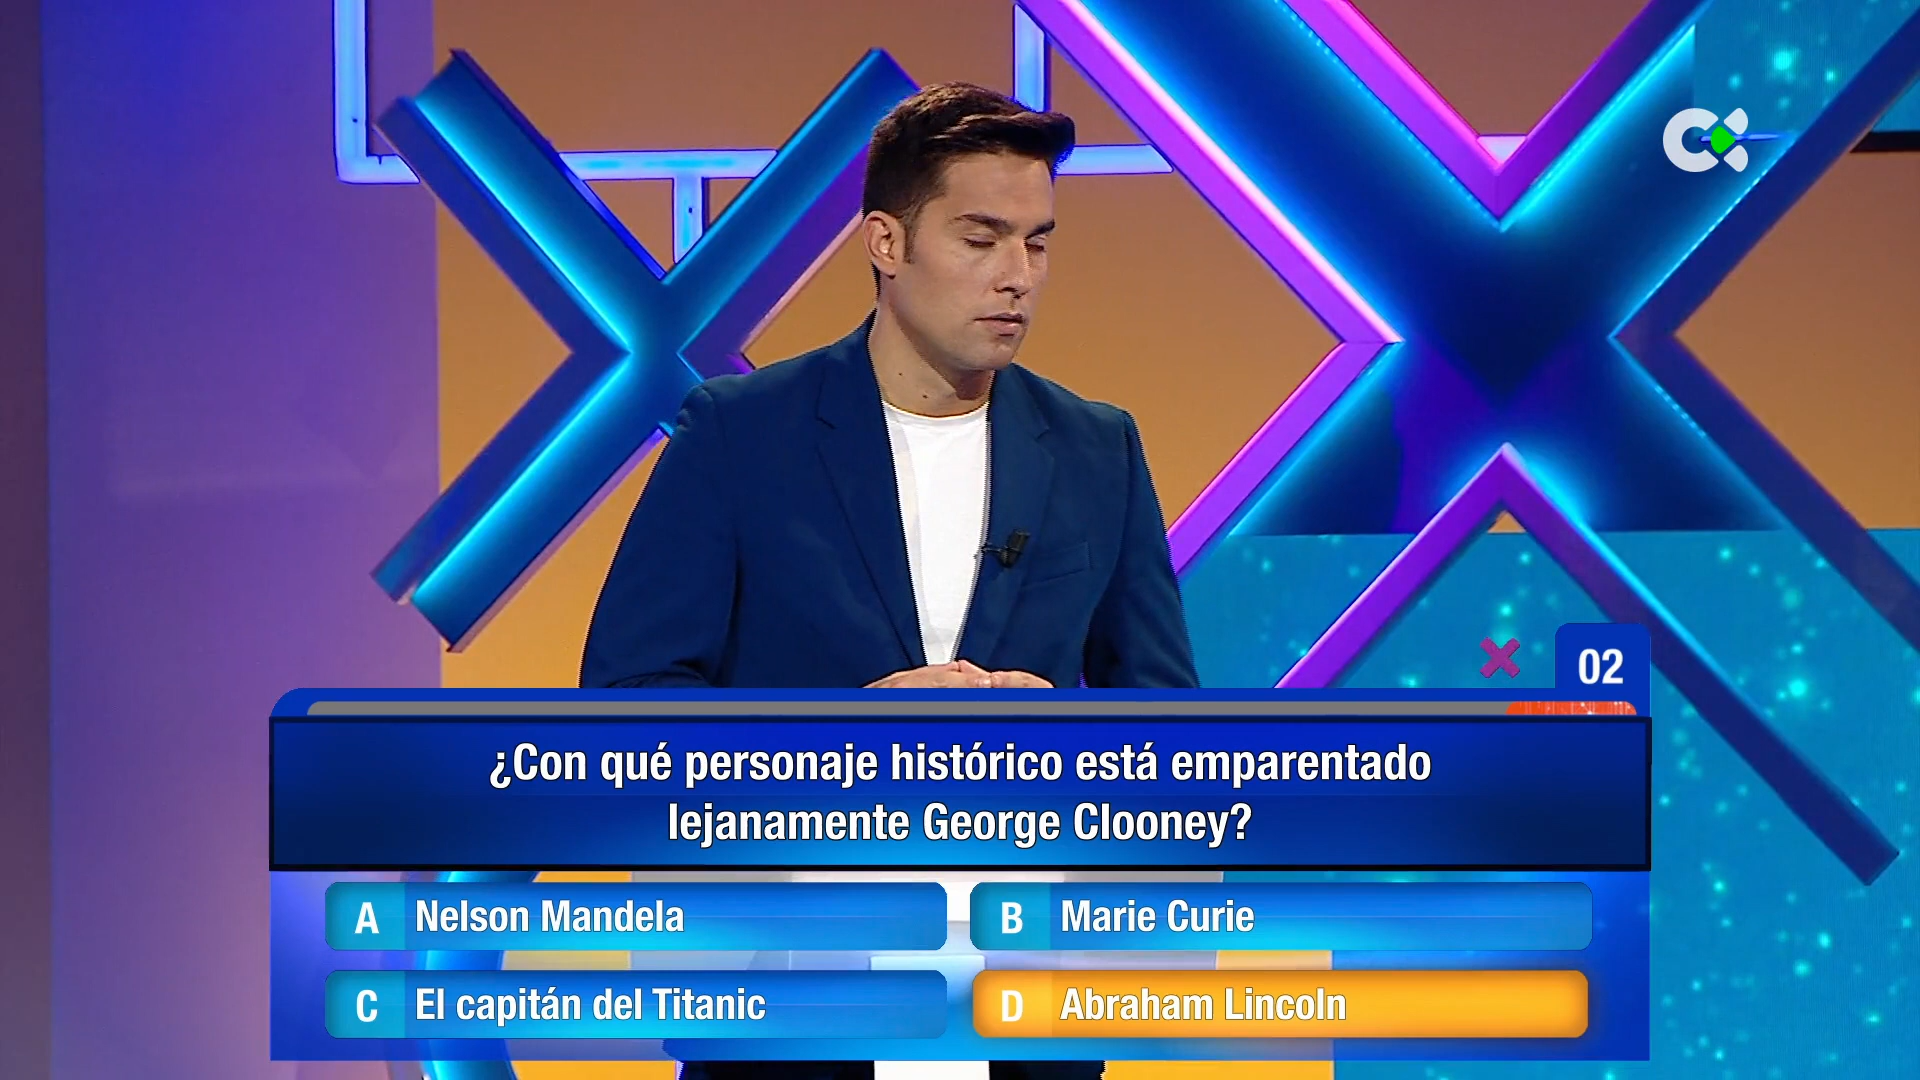 02
¿Con qué personaje histórico está emparentado
lejanamente George Clooney?
A Nelson Mandela
B Marie Curie
C El capitán del Titanic
D Abraham Lincoln